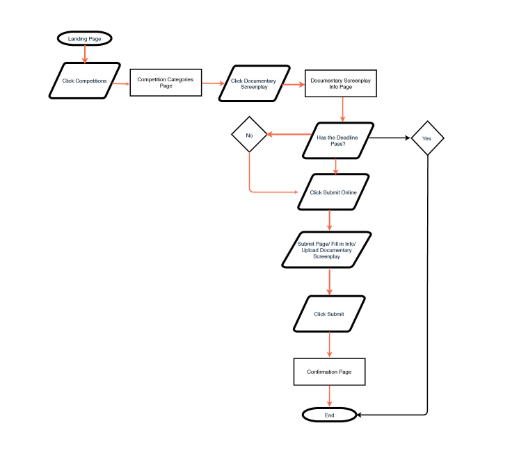 Landing Page
Click Competitions
Competition Categories
Page
Click Documentary
Screenplay
Documentary Screenplay
Info Page
No
Has the Deadline
Pass?
Yes
Click Submit Online
Submit Page/ Fill in Info/
Upload Documentary
Screenplay
Click Submit
Confirmation Page
End